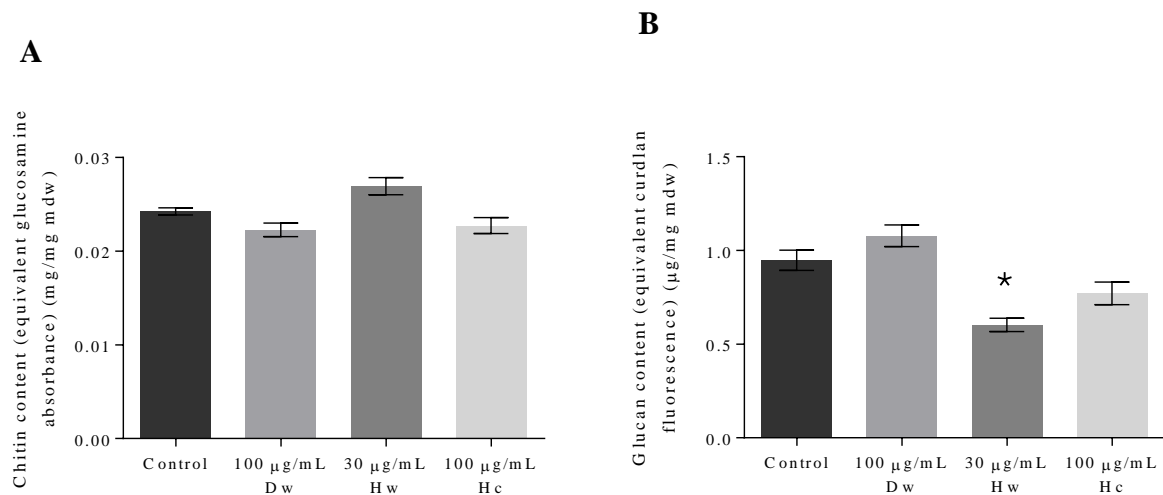 A
Chitin content (equivalent glucosamine
absorbance) (mg/mg mdw)
0.03
0.02
0.01
0.00
Control
100 µg/mL
Dw
30 µg/mL
Hw
100 µg/mL
Hc
B
Glucan content (equivalent curdlan
fluorescence) (µg/mg mdw)
1.5
1.0
0.5
0.0
*
Control
100 µg/mL
Dw
30 µg/mL
Hw
100 µg/mL
Hc